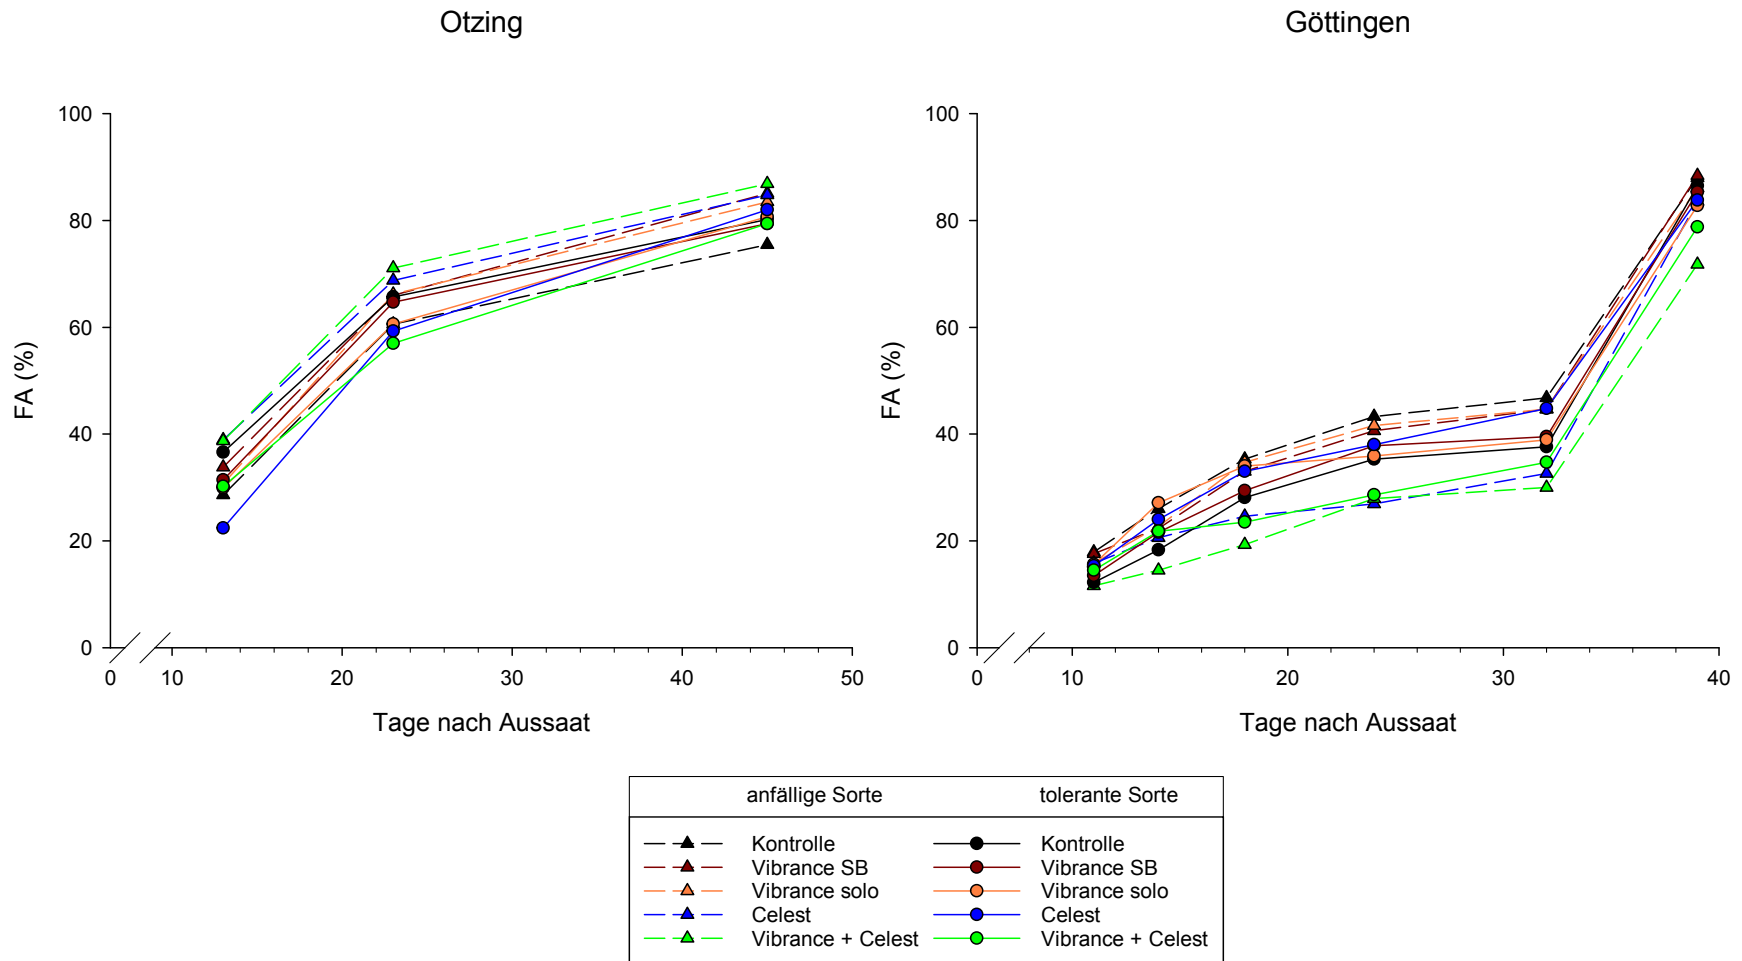 Otzing
Göttingen
100
80
60
40
20
0
FA (%)
0 10 20 30 40 50
Tage nach Aussaat
100
80
60
40
20
0
FA (%)
0 10 20 30 40
Tage nach Aussaat
anfällige Sorte tolerante Sorte
Kontrolle Kontrolle
Vibrance SB Vibrance SB
Vibrance solo Vibrance solo
Celest Celest
Vibrance + Celest Vibrance + Celest